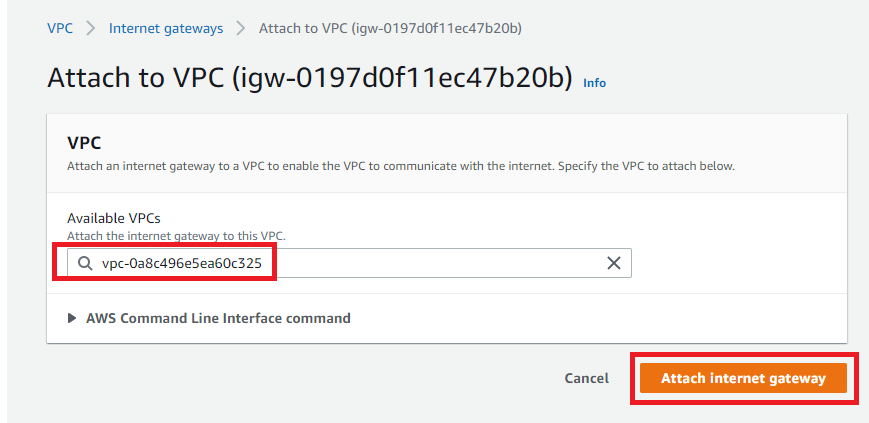 VPC > Internet gateways > Attach to VPC (igw-0197d0f11ec47b20b)
Attach to VPC (igw-0197d0f11ec47b20b) Info
VPC
Attach an internet gateway to a VPC to enable the VPC to communicate with the internet. Specify the VPC to attach below.
Available VPCs
Attach the internet gateway to this VPC.
vpc-0a8c496e5ea60c325
AWS Command Line Interface command
Cancel Attach internet gateway